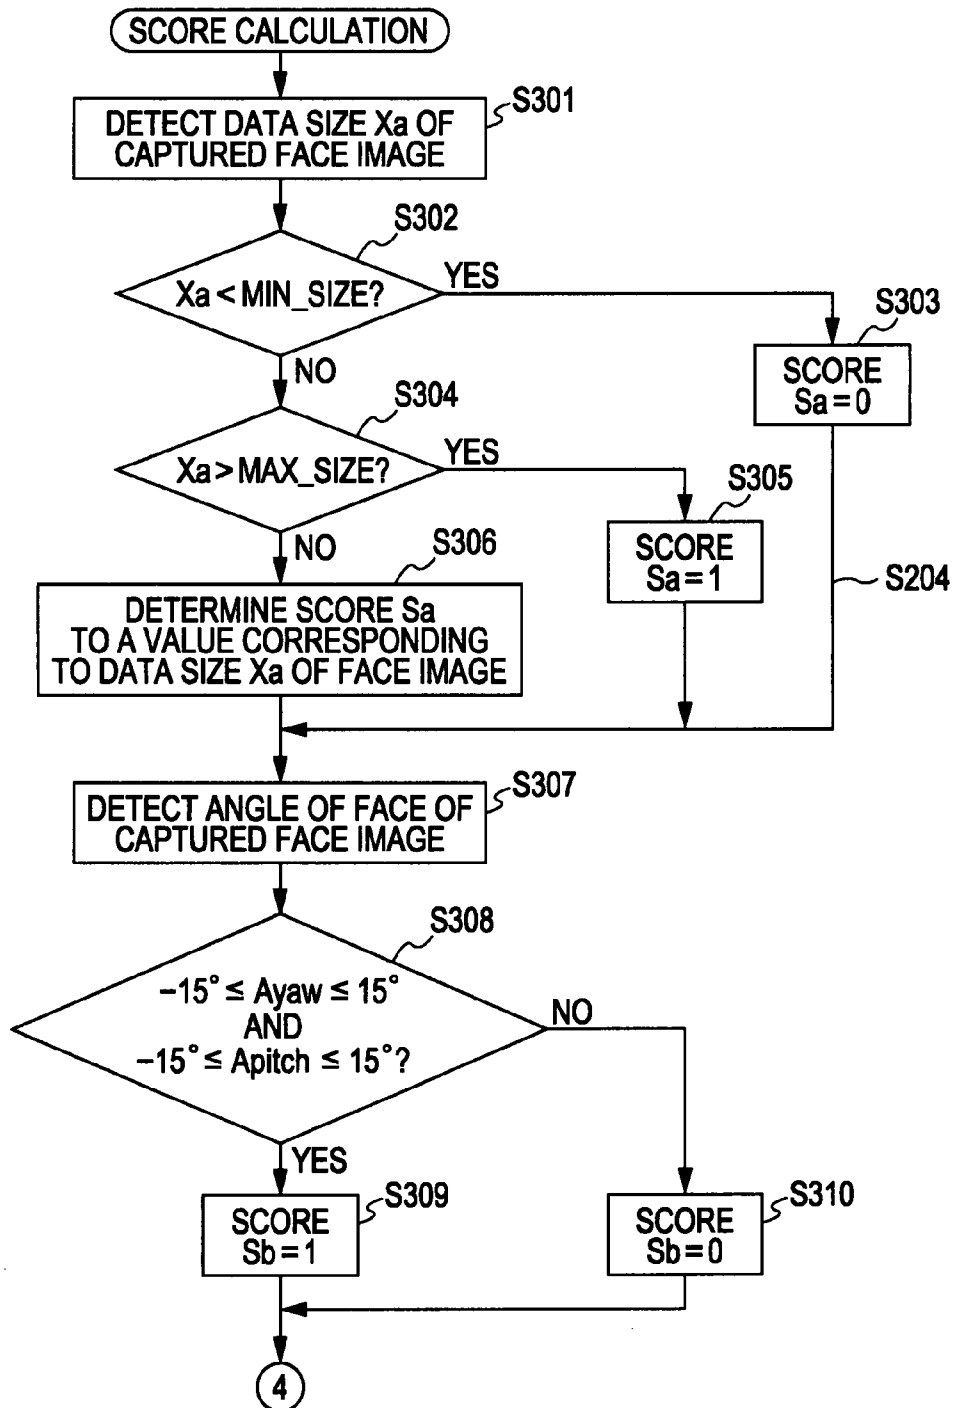 SCORE CALCULATION
S301
DETECT DATA SIZE Xa OF
CAPTURED FACE IMAGE
S302
Xa < MIN_SIZE?
YES
S303
SCORE
Sa = 0
NO
S304
Xa > MAX_SIZE?
YES
S305
SCORE
Sa = 1
S204
NO
S306
DETERMINE SCORE Sa
TO A VALUE CORRESPONDING
TO DATA SIZE Xa OF FACE IMAGE
S307
DETECT ANGLE OF FACE OF
CAPTURED FACE IMAGE
S308
−15° ≤ Ayaw ≤ 15°
AND
−15° ≤ Apitch ≤ 15°?
NO
YES
S309
SCORE
Sb = 1
S310
SCORE
Sb = 0
4